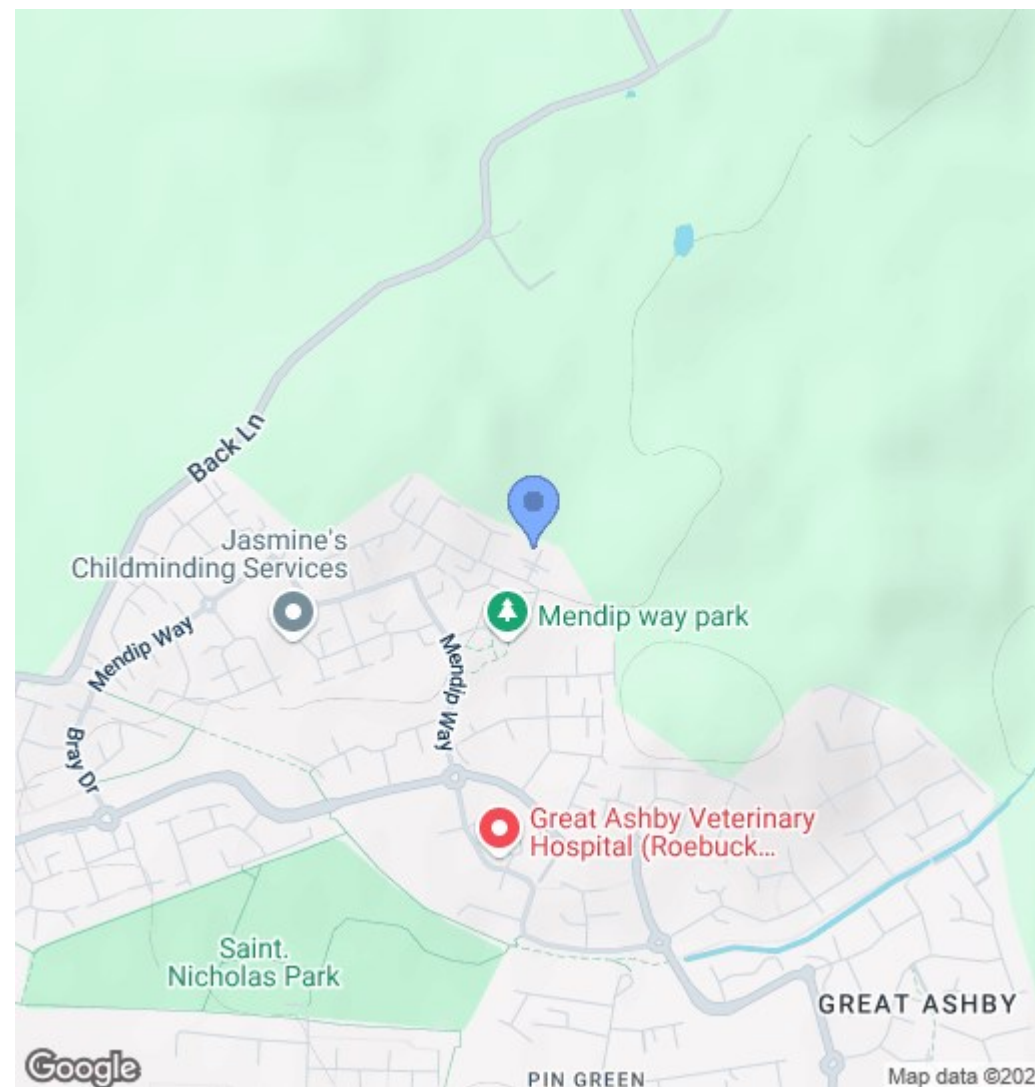 Back Ln
Jasmine's
Childminding Services
Mendip way park
Mendip Way
Mendip Way
Bray Dr
Great Ashby Veterinary
Hospital (Roebuck...
Saint.
Nicholas Park
GREAT ASHBY
PIN GREEN
Google
Map data ©202